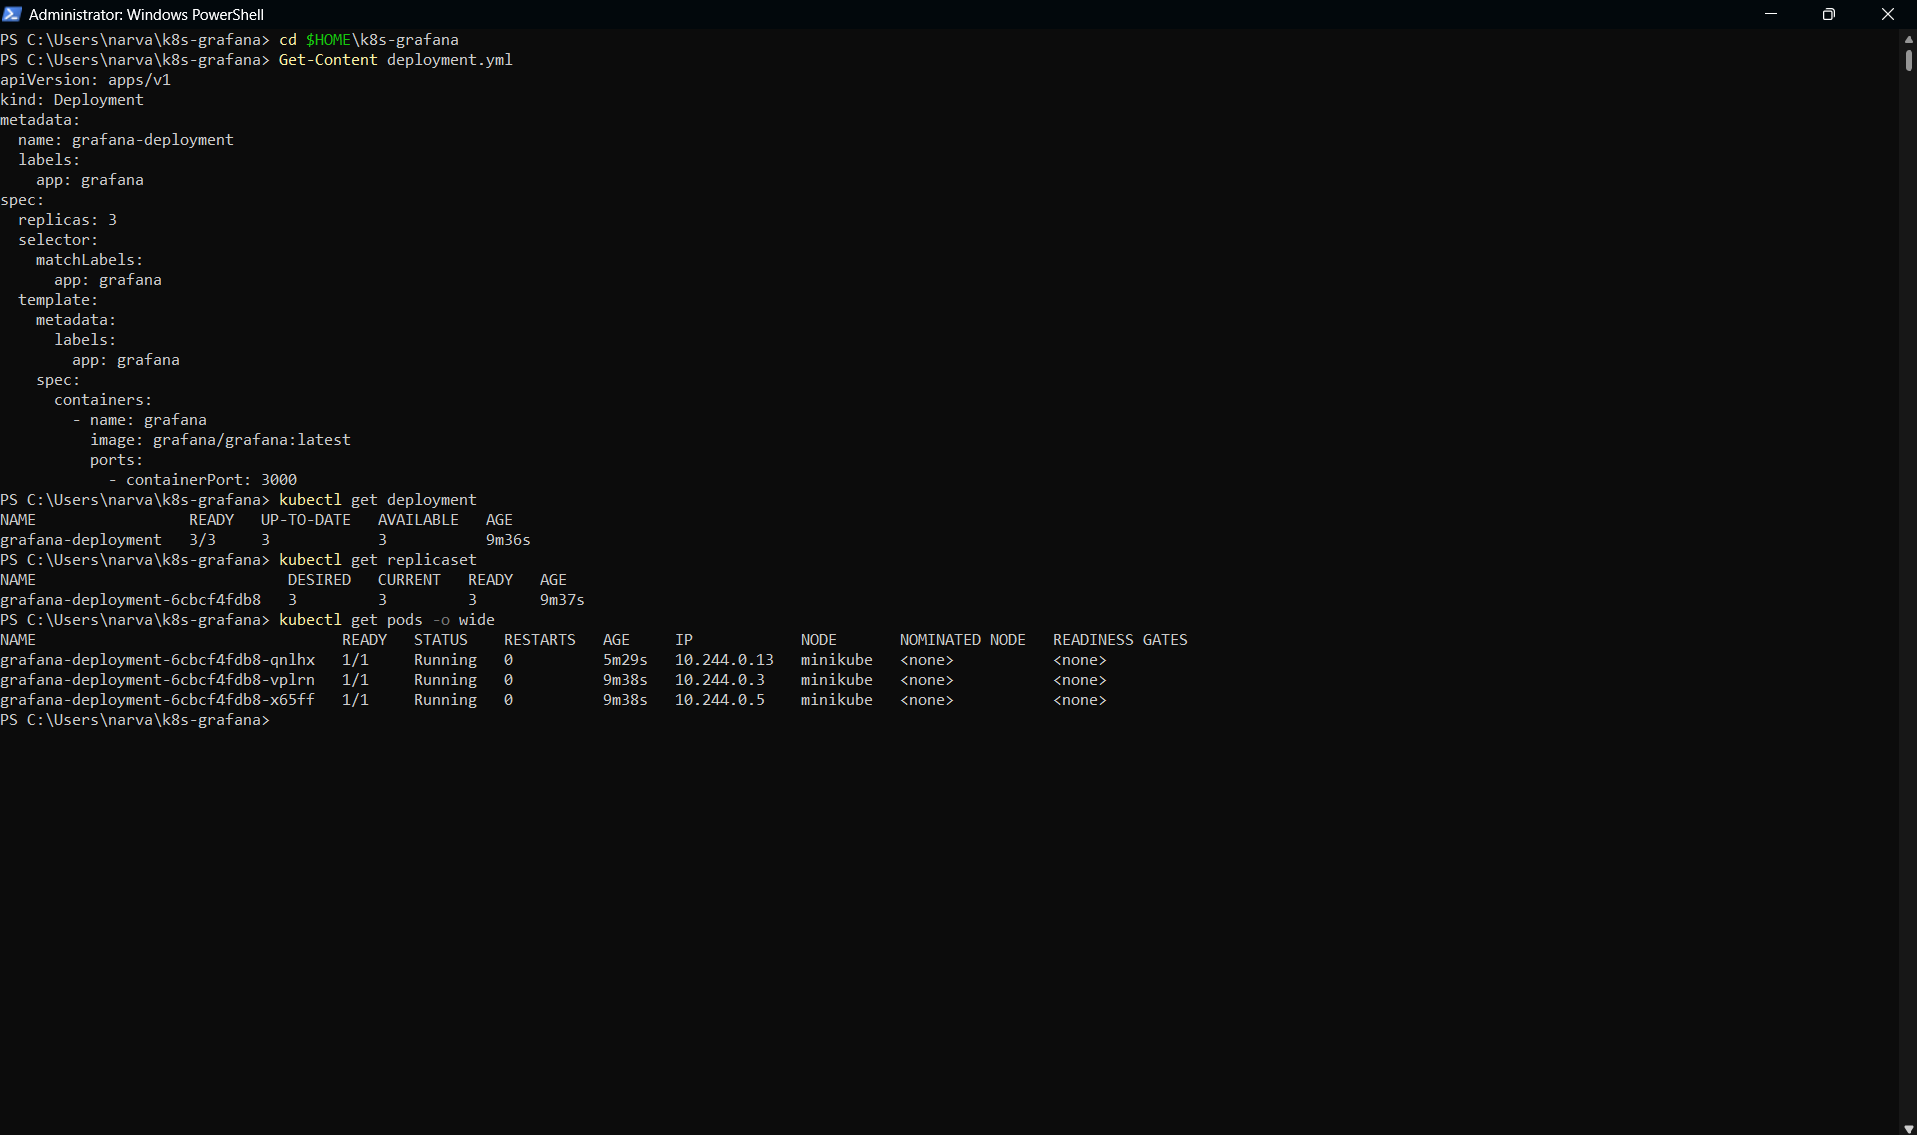 Administrator: Windows PowerShell
PS C:\Users\narva\k8s-grafana> cd $HOME\k8s-grafana
PS C:\Users\narva\k8s-grafana> Get-Content deployment.yml
apiVersion: apps/v1
kind: Deployment
metadata:
  name: grafana-deployment
  labels:
    app: grafana
spec:
  replicas: 3
  selector:
    matchLabels:
      app: grafana
  template:
    metadata:
      labels:
        app: grafana
    spec:
      containers:
        - name: grafana
          image: grafana/grafana:latest
          ports:
            - containerPort: 3000
PS C:\Users\narva\k8s-grafana> kubectl get deployment
NAME                 READY   UP-TO-DATE   AVAILABLE   AGE
grafana-deployment   3/3     3            3           9m36s
PS C:\Users\narva\k8s-grafana> kubectl get replicaset
NAME                            DESIRED   CURRENT   READY   AGE
grafana-deployment-6cbcf4fdb8   3         3         3       9m37s
PS C:\Users\narva\k8s-grafana> kubectl get pods -o wide
NAME                                  READY   STATUS    RESTARTS   AGE     IP            NODE       NOMINATED NODE   READINESS GATES
grafana-deployment-6cbcf4fdb8-qnlhx   1/1     Running   0          5m29s   10.244.0.13   minikube   <none>           <none>
grafana-deployment-6cbcf4fdb8-vplrn   1/1     Running   0          9m38s   10.244.0.3    minikube   <none>           <none>
grafana-deployment-6cbcf4fdb8-x65ff   1/1     Running   0          9m38s   10.244.0.5    minikube   <none>           <none>
PS C:\Users\narva\k8s-grafana>